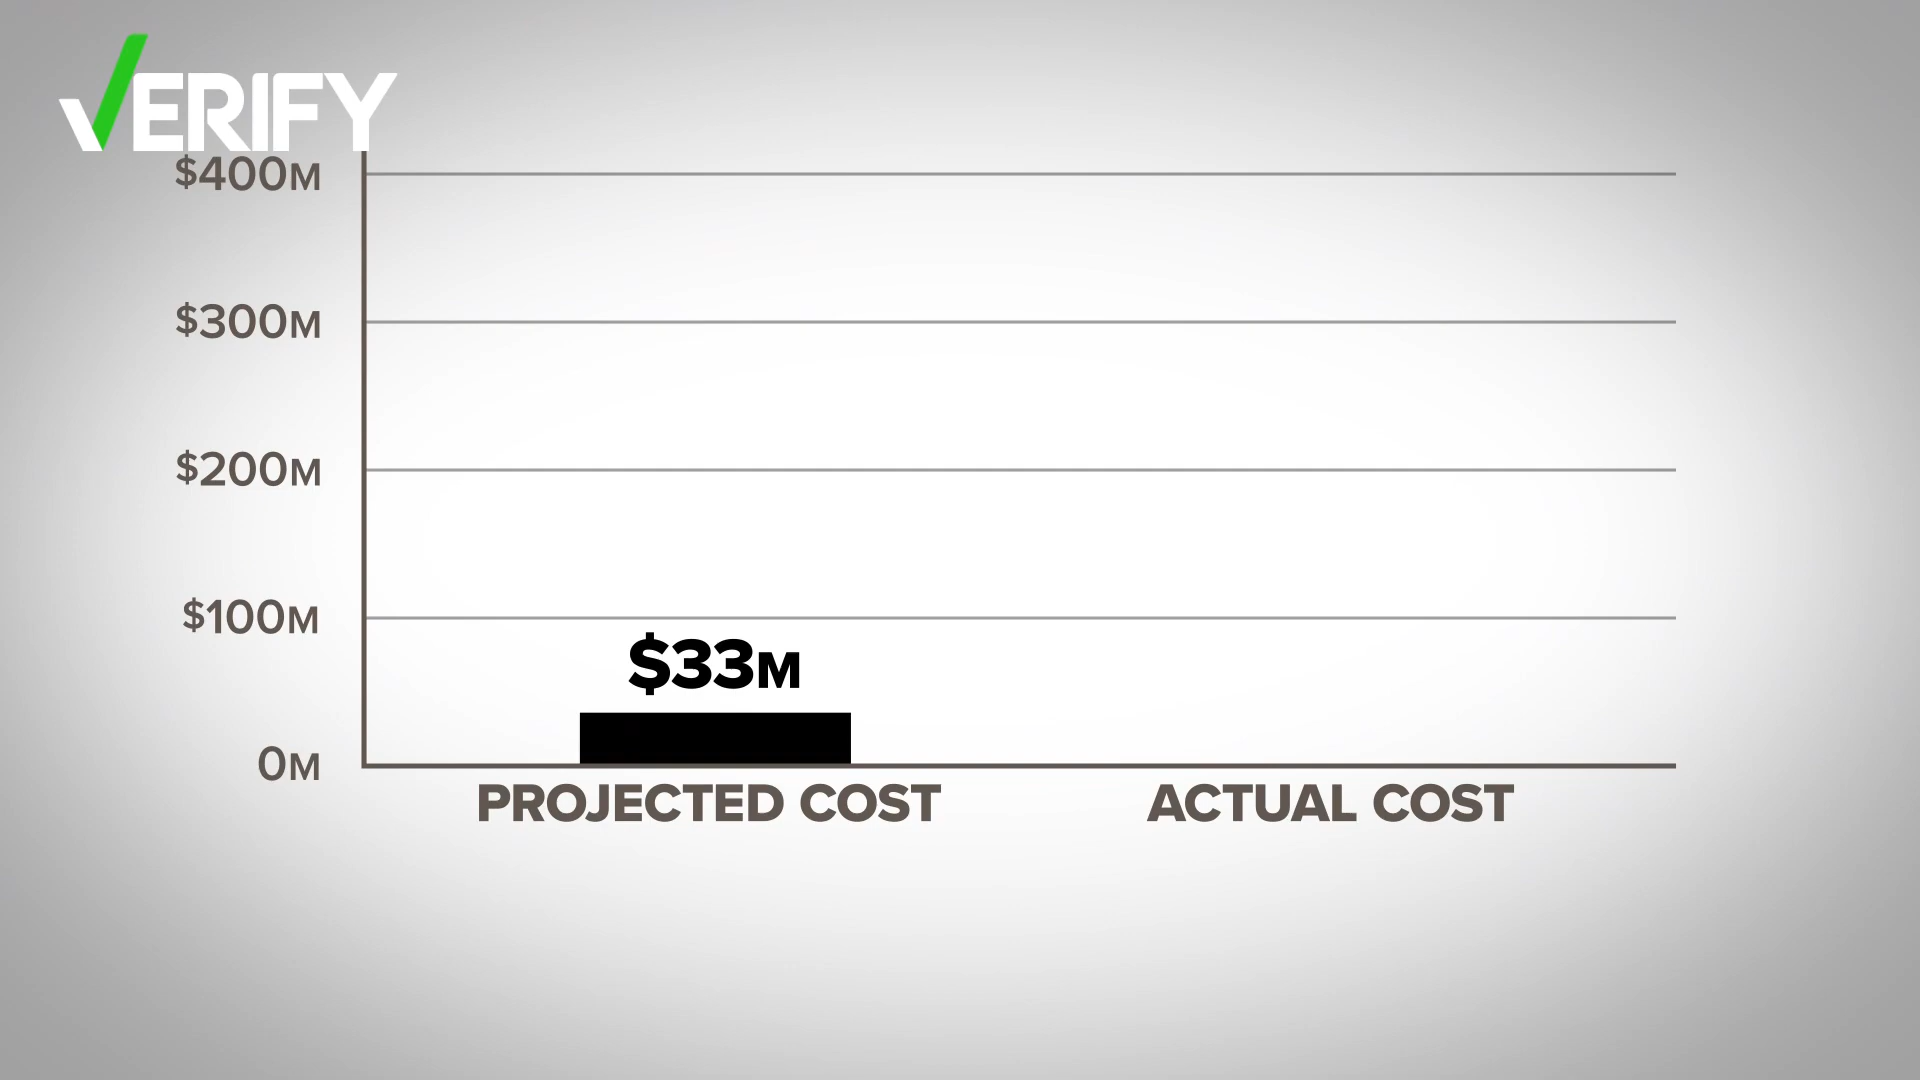 VERIFY
$400M
$300M
$200M
$100M
$33M
0M
PROJECTED COST
ACTUAL COST